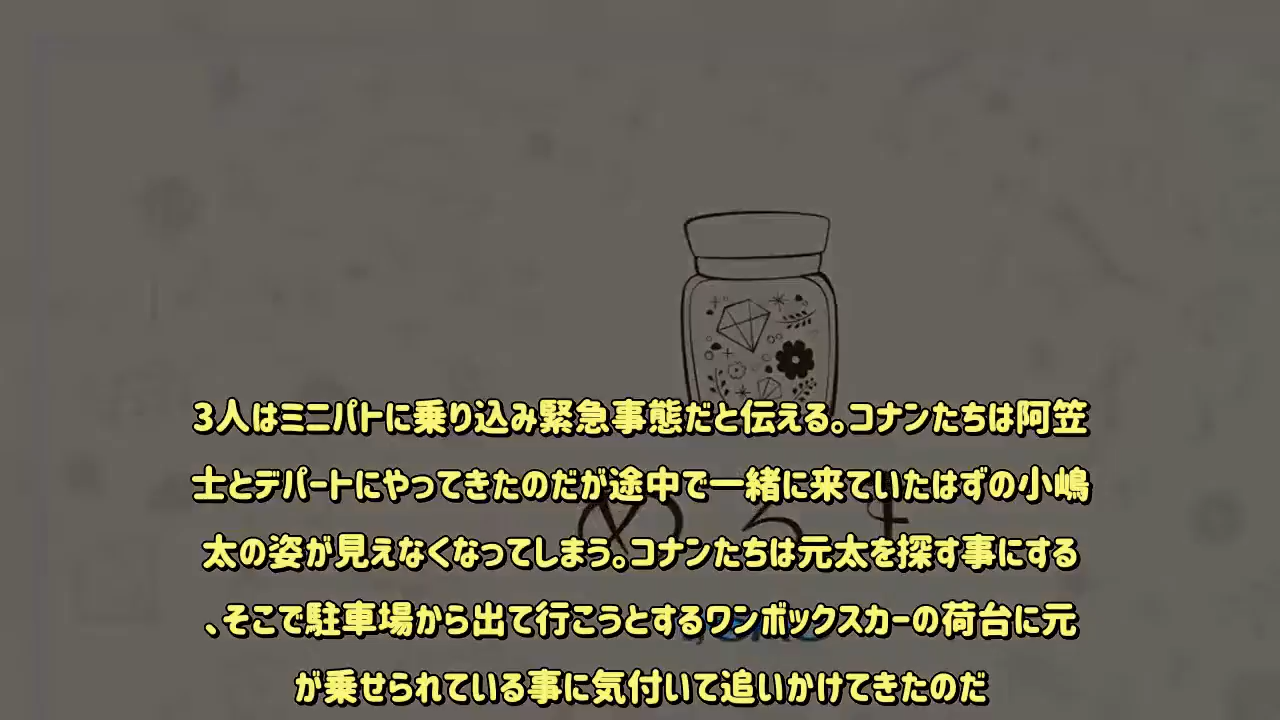 3人はミニパトに乗り込み緊急事態だと伝える。コナンたちは阿笠
士とデパートにやってきたのだが途中で一緒に来ていたはずの小嶋
太の姿が見えなくなってしまう。コナンたちは元太を探す事にする
、そこで駐車場から出て行こうとするワンボックスカーの荷台に元
が乗せられている事に気付いて追いかけてきたのだ